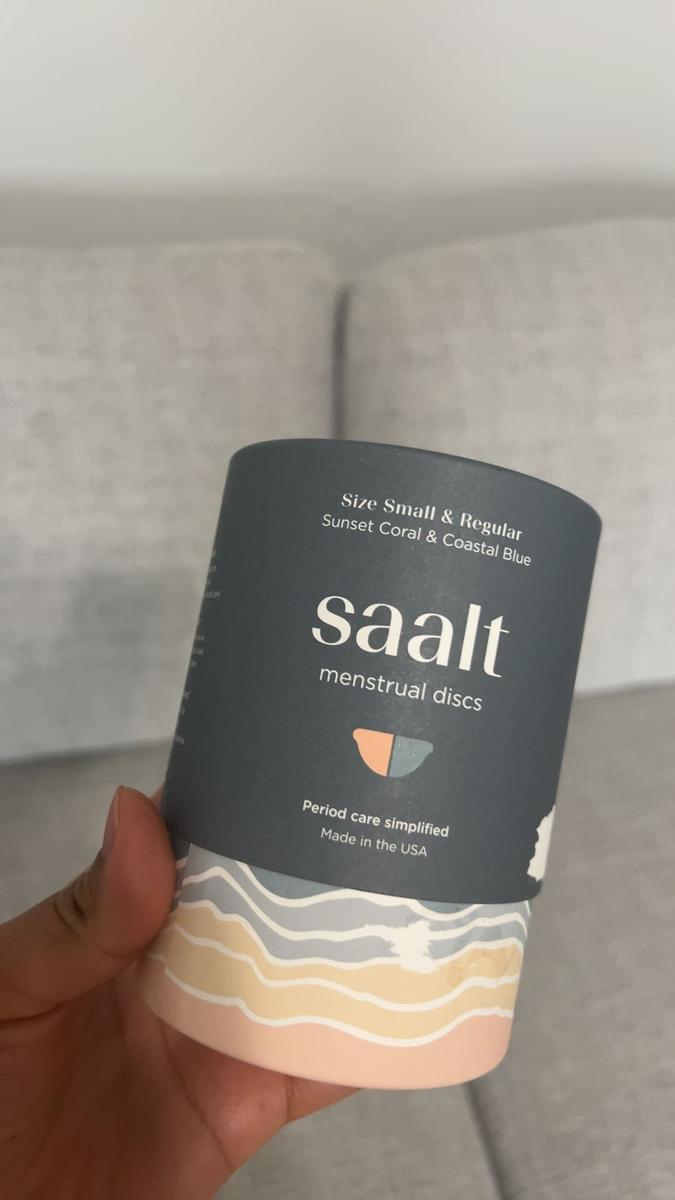 Size Small & Regular
Sunset Coral & Coastal Blue
saalt
menstrual discs
Period care simplified
Made in the USA